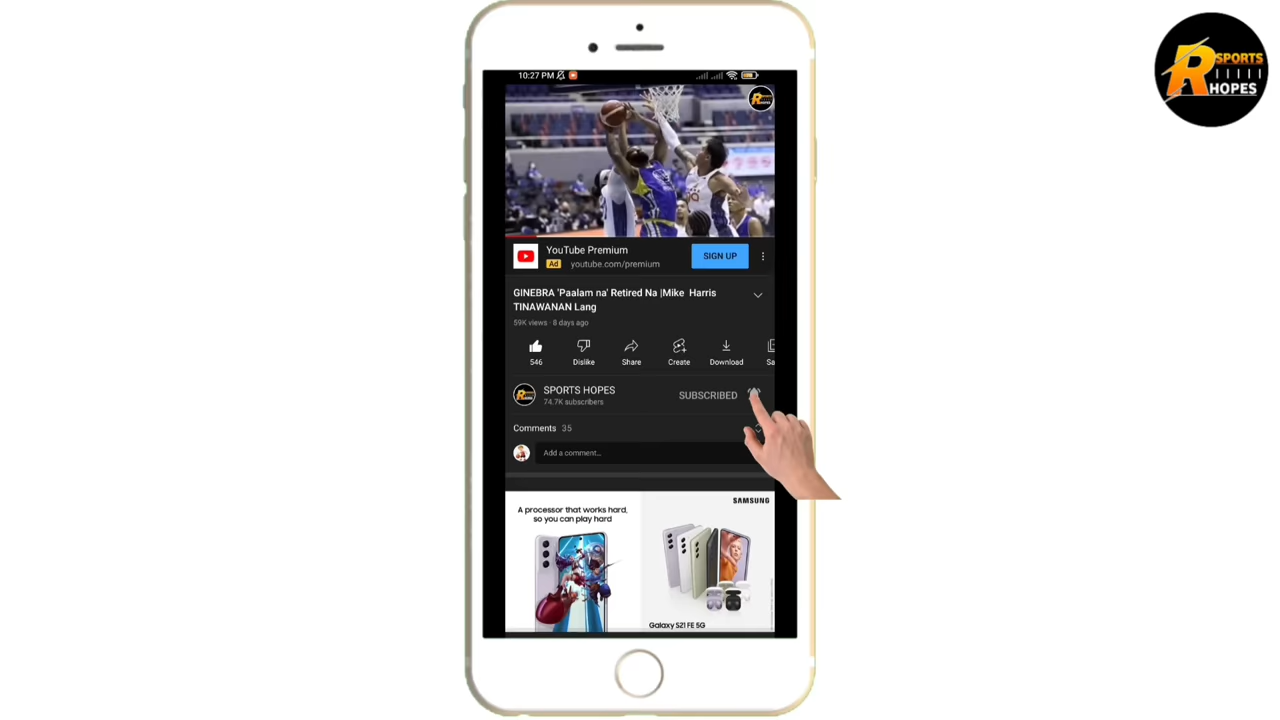 SPORTS
HOPES
10:27 PM
YouTube Premium
Ad youtube.com/premium
SIGN UP
GINEBRA 'Paalam na' Retired Na |Mike Harris
TINAWANAN Lang
59K views · 8 days ago
546
Dislike
Share
Create
Download
Sa
SPORTS HOPES
74.7K subscribers
SUBSCRIBED
Comments 35
Add a comment...
A processor that works hard,
so you can play hard
SAMSUNG
Galaxy S21 FE 5G